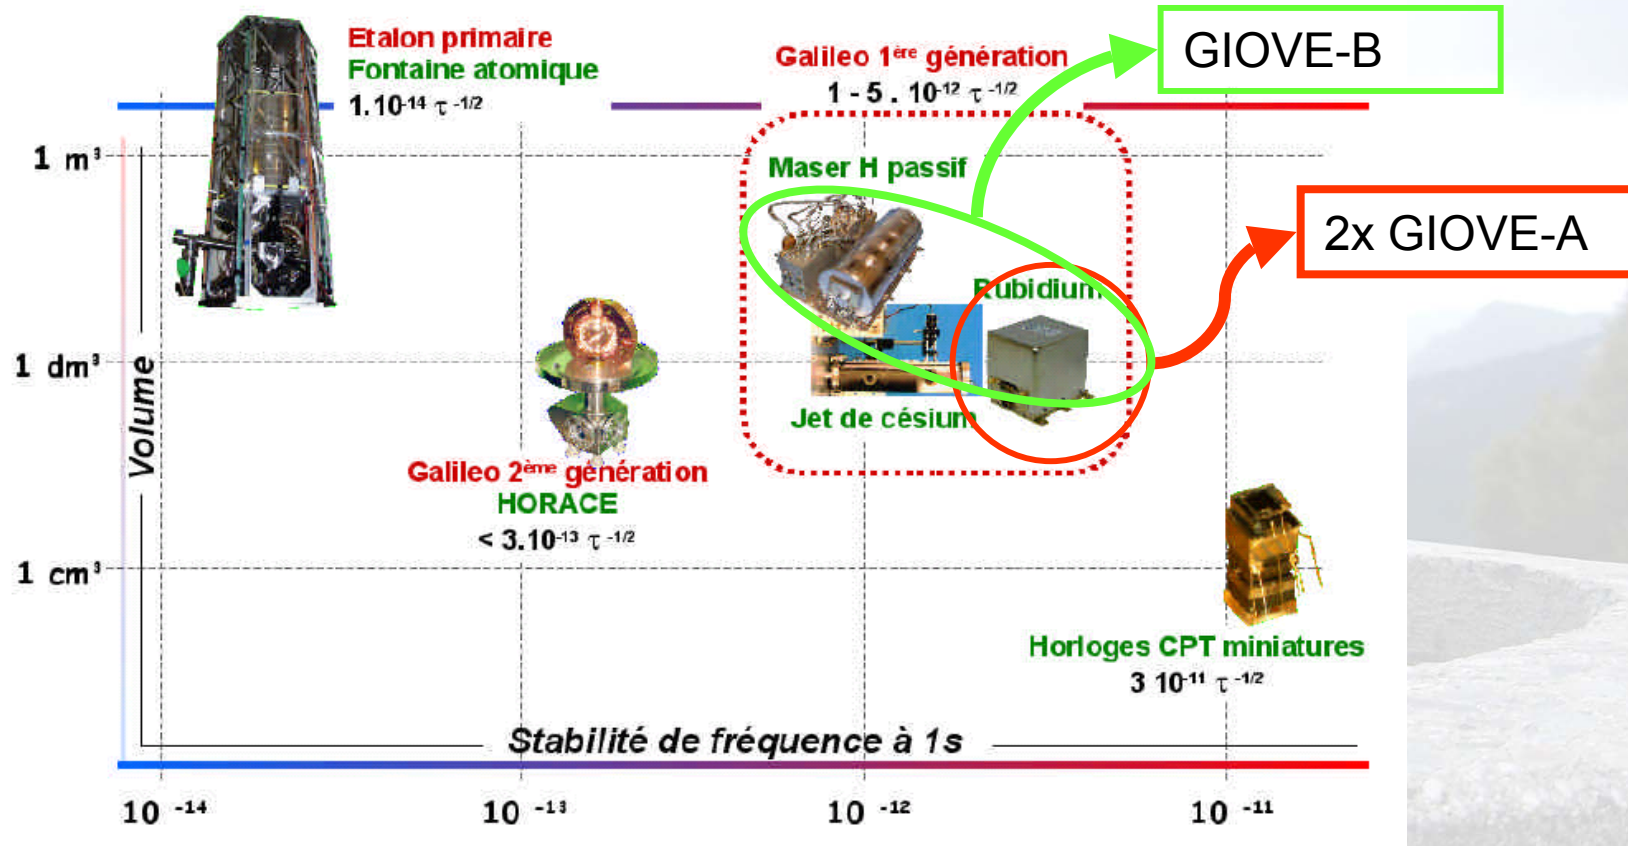 Etalon primaire
Fontaine atomique
1.10⁻¹⁴ τ ⁻¹/²
Galileo 1ère génération
1 - 5 . 10⁻¹² τ ⁻¹/²
GIOVE-B
2x GIOVE-A
1 m³
Maser H passif
Rubidium
1 dm³
Volume
Jet de césium
Galileo 2ème génération
HORACE
< 3.10⁻¹³ τ ⁻¹/²
1 cm³
Horloges CPT miniatures
3 10⁻¹¹ τ ⁻¹/²
Stabilité de fréquence à 1s
10 ⁻¹⁴ 10 ⁻¹³ 10 ⁻¹² 10 ⁻¹¹